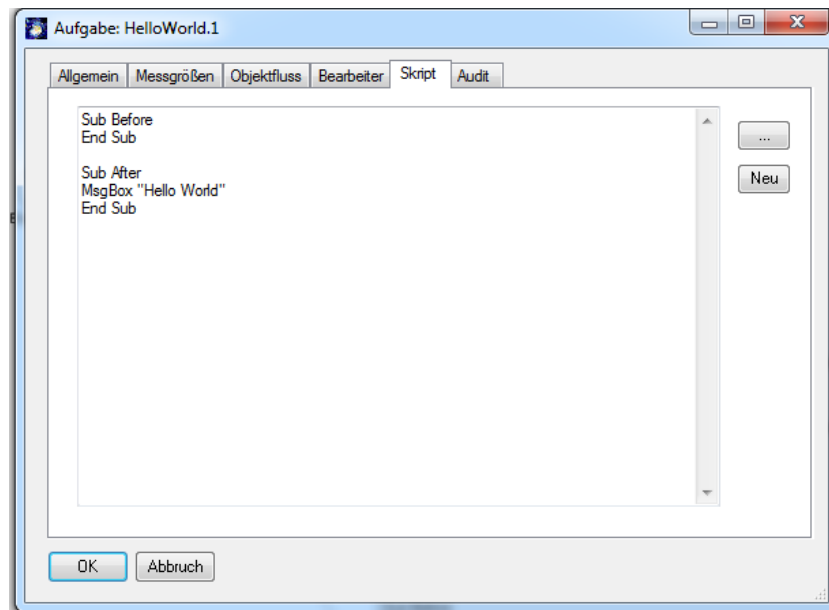 Aufgabe: HelloWorld.1
Allgemein Messgrößen Objektfluss Bearbeiter Skript Audit
Sub Before
End Sub
Sub After
MsgBox "Hello World"
End Sub
...
Neu
OK Abbruch